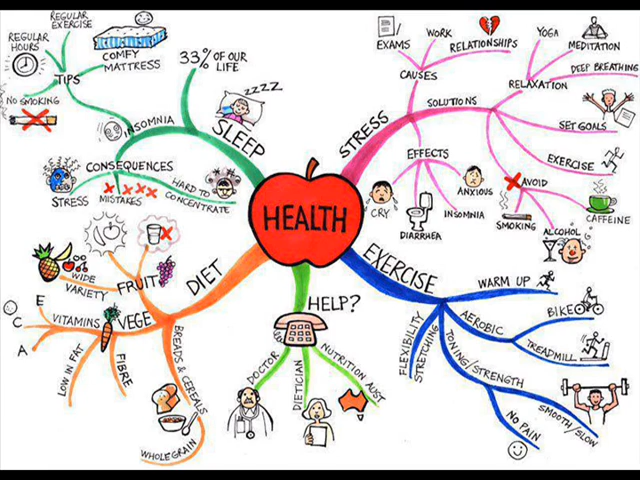 HEALTH
SLEEP
33% OF OUR
LIFE
ZZZZ
INSOMNIA
TIPS
REGULAR
HOURS
REGULAR
EXERCISE
COMFY
MATTRESS
NO SMOKING
CONSEQUENCES
STRESS
MISTAKES
HARD TO
CONCENTRATE
STRESS
CAUSES
/EXAMS
WORK
RELATIONSHIPS
SOLUTIONS
RELAXATION
YOGA
MEDITATION
DEEP BREATHING
SET GOALS
EXERCISE
AVOID
SMOKING
ALCOHOL
CAFFEINE
EFFECTS
CRY
DIARRHEA
INSOMNIA
ANXIOUS
EXERCISE
WARM UP
AEROBIC
BIKE
TREADMILL
TONING/STRENGTH
SMOOTH/SLOW
NO PAIN
FLEXIBILITY
STRETCHING
HELP?
DOCTOR
GP
DIETICIAN
NUTRITION AUST
DIET
FRUIT
WIDE
VARIETY
VEGE
VITAMINS
E
C
A
LOW IN FAT
FIBRE
BREADS & CEREALS
WHOLEGRAIN